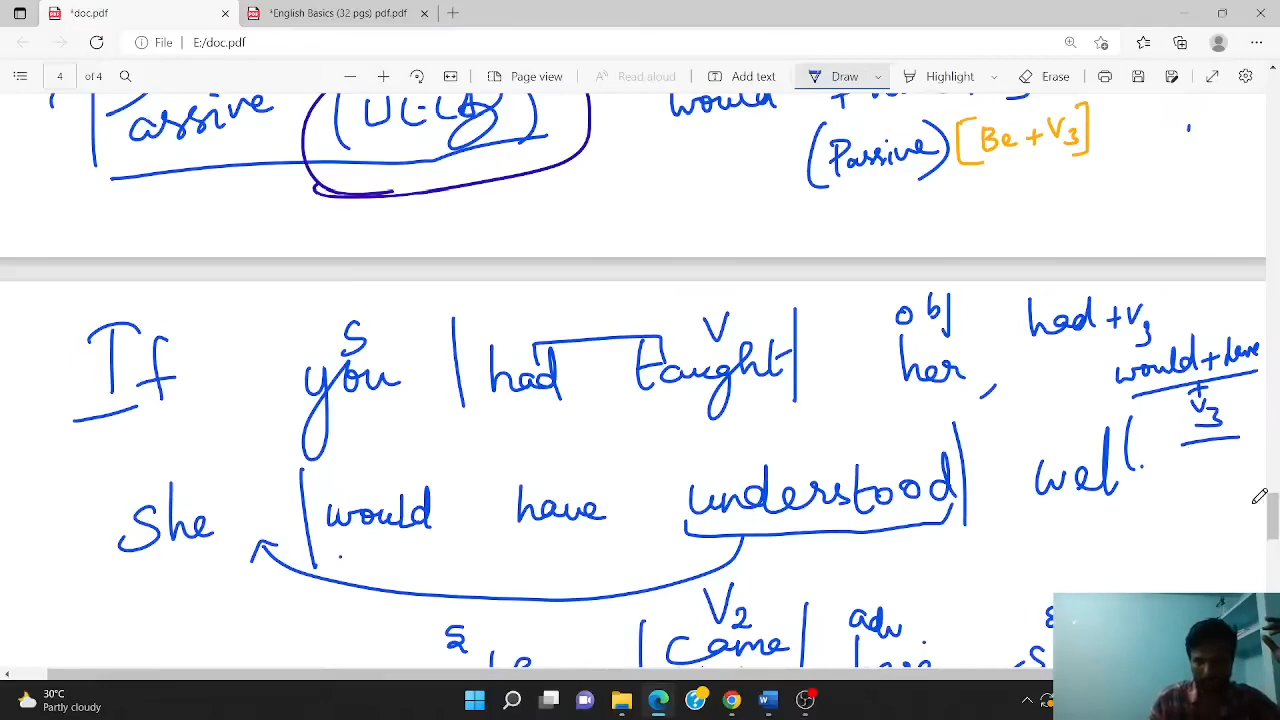 *doc.pdf
*English Basics (32 pgs) pdf.pdf
File E:/doc.pdf
4 of 4 Page view Read aloud Add text Draw Highlight Erase
assive would
(Passive) [Be + V3]
S V obj had + V3
If you | had taught | her, would + have + V3
She | would have understood | well.
V2 adv
S | came |
30°C
Partly cloudy